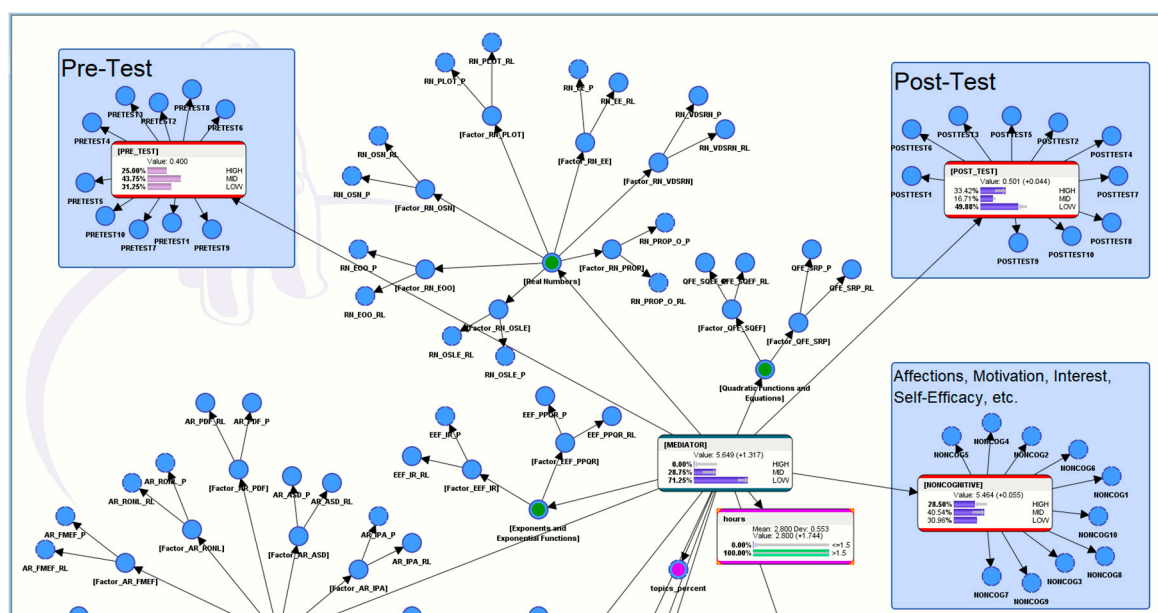 Pre-Test
PRETEST3
PRETEST8
PRETEST2
PRETEST6
PRETEST4
[PRE_TEST]
Value: 0.400
25.00% HIGH
43.75% MID
31.25% LOW
PRETEST5
PRETEST10
PRETEST7
PRETEST1
PRETEST9
RN_PLOT_RL
RN_PLOT_P
[Factor_RN_PLOT]
RN_EE_P
RN_EE_RL
[Factor_RN_EE]
RN_VDSRN_P
RN_VDSRN_RL
[Factor_RN_VDSRN]
RN_OSN_RL
RN_OSN_P
[Factor_RN_OSN]
RN_PROP_O_P
[Factor_RN_PROP]
RN_PROP_O_RL
RN_EOO_P
[Factor_RN_EOO]
RN_EOO_RL
[Real Numbers]
[Factor_RN_OSLE]
RN_OSLE_RL
RN_OSLE_P
Post-Test
POSTTEST3
POSTTEST5
POSTTEST2
POSTTEST6
POSTTEST4
[POST_TEST]
Value: 0.501 (+0.044)
33.42% HIGH
16.71% MID
49.88% LOW
POSTTEST1
POSTTEST7
POSTTEST8
POSTTEST9
POSTTEST10
QFE_SRP_P
QFE_SQEF_RL
QFE_SRP_RL
[Factor_QFE_SQEF]
[Factor_QFE_SRP]
[Quadratic Functions and
Equations]
Affections, Motivation, Interest,
Self-Efficacy, etc.
NONCOG4
NONCOG5
NONCOG2
NONCOG6
NONCOG1
[NONCOGNITIVE]
Value: 5.464 (+0.055)
28.50% HIGH
40.54% MID
30.96% LOW
NONCOG10
NONCOG8
NONCOG3
NONCOG7
NONCOG9
[MEDIATOR]
Value: 5.649 (+1.317)
0.00% HIGH
28.75% MID
71.25% LOW
hours
Mean: 2.800 Dev: 0.553
Value: 2.800 (+1.744)
0.00% <=1.5
100.00% >1.5
topics_percent
EEF_PPQR_P
EEF_PPQR_RL
[Factor_EEF_PPQR]
EEF_IR_P
EEF_IR_RL
[Factor_EEF_IR]
[Exponents and
Exponential Functions]
AR_PDF_RL
AR_PDF_P
[Factor_AR_PDF]
AR_RONL_P
AR_RONL_RL
[Factor_AR_RONL]
AR_ASD_P
AR_ASD_RL
[Factor_AR_ASD]
AR_FMEF_P
AR_FMEF_RL
[Factor_AR_FMEF]
AR_IPA_P
AR_IPA_RL
[Factor_AR_IPA]